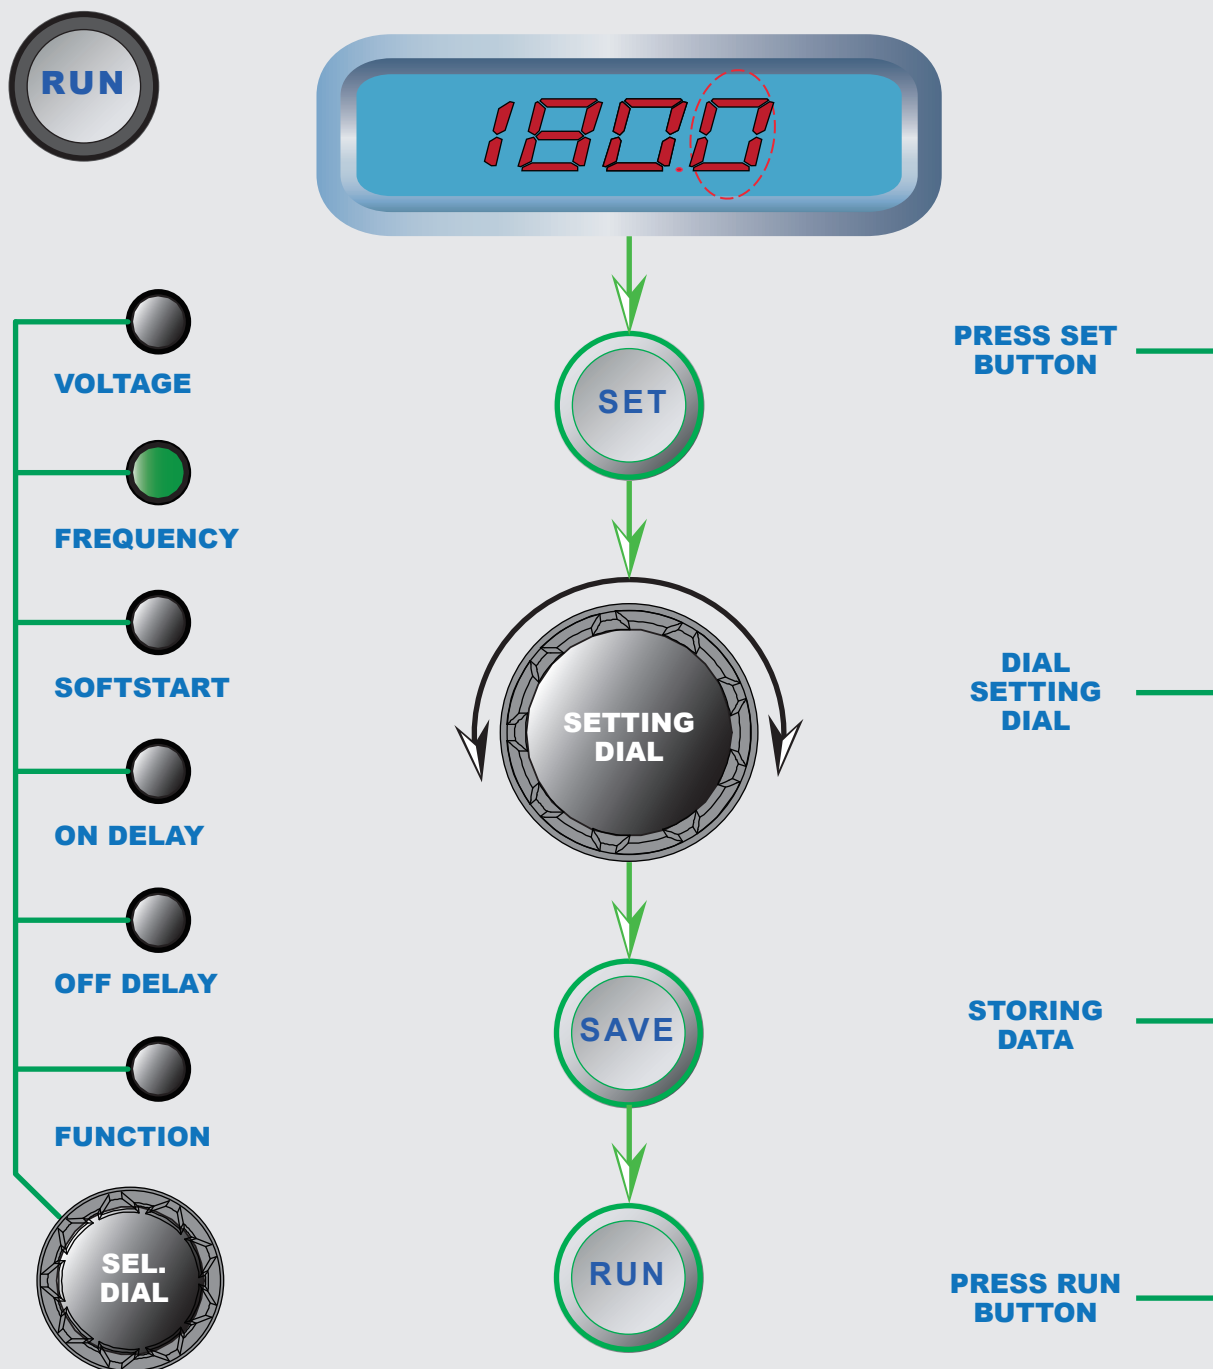 RUN
180.0
SET
PRESS SET
BUTTON
VOLTAGE
FREQUENCY
SOFTSTART
SETTING
DIAL
DIAL
SETTING
DIAL
ON DELAY
OFF DELAY
SAVE
STORING
DATA
FUNCTION
SEL.
DIAL
RUN
PRESS RUN
BUTTON